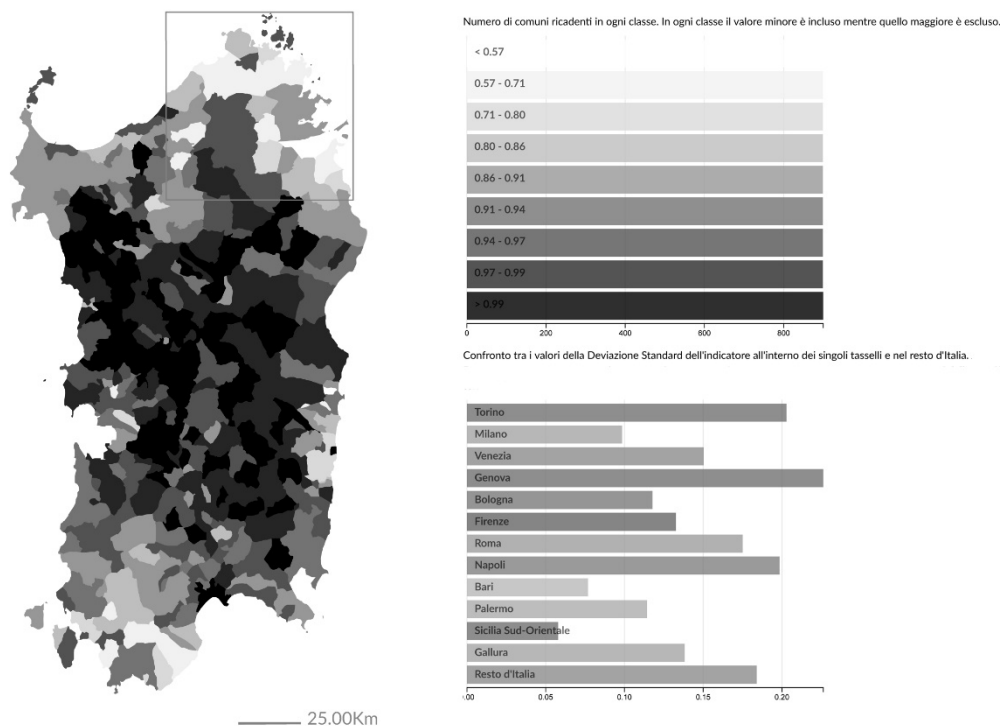 Numero di comuni ricadenti in ogni classe. In ogni classe il valore minore è incluso mentre quello maggiore è escluso.
< 0.57
0.57 - 0.71
0.71 - 0.80
0.80 - 0.86
0.86 - 0.91
0.91 - 0.94
0.94 - 0.97
0.97 - 0.99
> 0.99
0 200 400 600 800
Confronto tra i valori della Deviazione Standard dell'indicatore all'interno dei singoli tasselli e nel resto d'Italia.
Torino
Milano
Venezia
Genova
Bologna
Firenze
Roma
Napoli
Bari
Palermo
Sicilia Sud-Orientale
Gallura
Resto d'Italia
.00 0.05 0.10 0.15 0.20
25.00Km